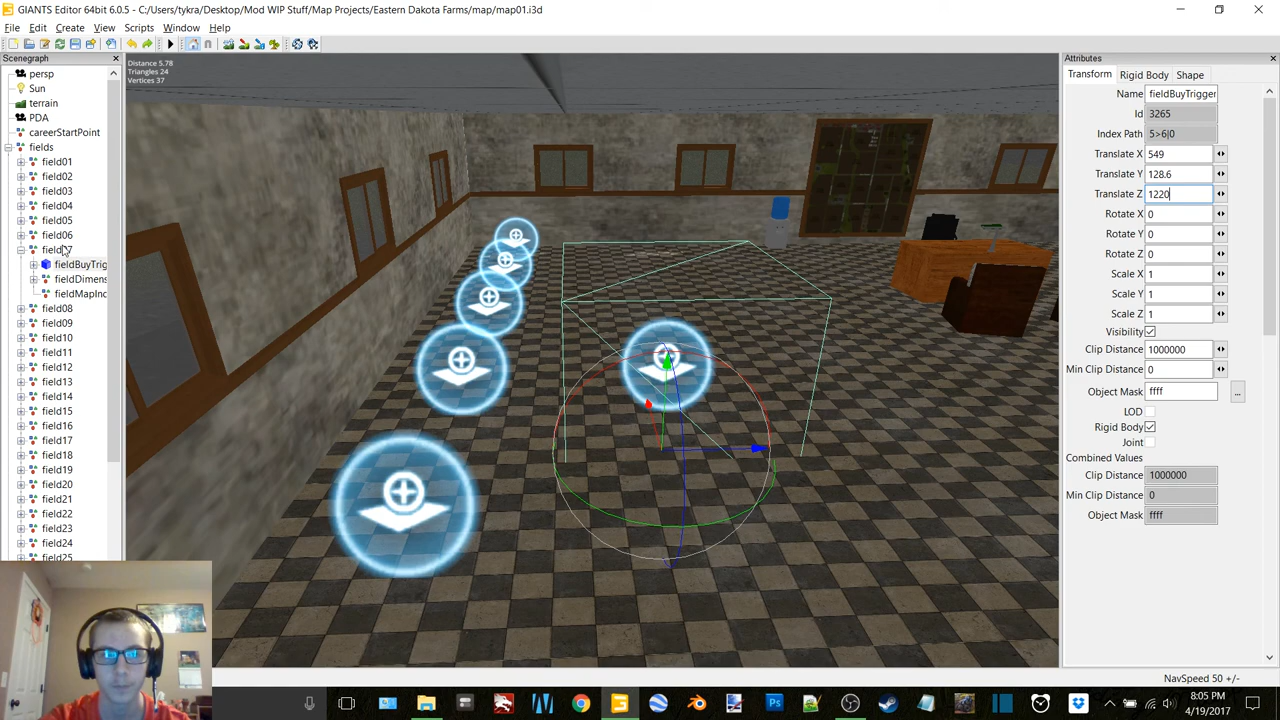 GIANTS Editor 64bit 6.0.5 - C:/Users/tykra/Desktop/Mod WIP Stuff/Map Projects/Eastern Dakota Farms/map/map01.i3d
File Edit Create View Scripts Window Help
Scenegraph
persp
Sun
terrain
PDA
careerStartPoint
fields
field01
field02
field03
field04
field05
field06
fieldBuyTrig
fieldDimens
fieldMapInc
field08
field09
field10
field11
field12
field13
field14
field15
field16
field17
field18
field19
field20
field21
field22
field23
field24
field25
Distance 5.78
Triangles 24
Vertices 37
Attributes
Transform Rigid Body Shape
Name fieldBuyTrigger
Id 3265
Index Path 5>6|0
Translate X 549
Translate Y 128.6
Translate Z 1220
Rotate X 0
Rotate Y 0
Rotate Z 0
Scale X 1
Scale Y 1
Scale Z 1
Visibility
Clip Distance 1000000
Min Clip Distance 0
Object Mask ffff ...
LOD
Rigid Body
Joint
Combined Values
Clip Distance 1000000
Min Clip Distance 0
Object Mask ffff
NavSpeed 50 +/-
8:05 PM
4/19/2017